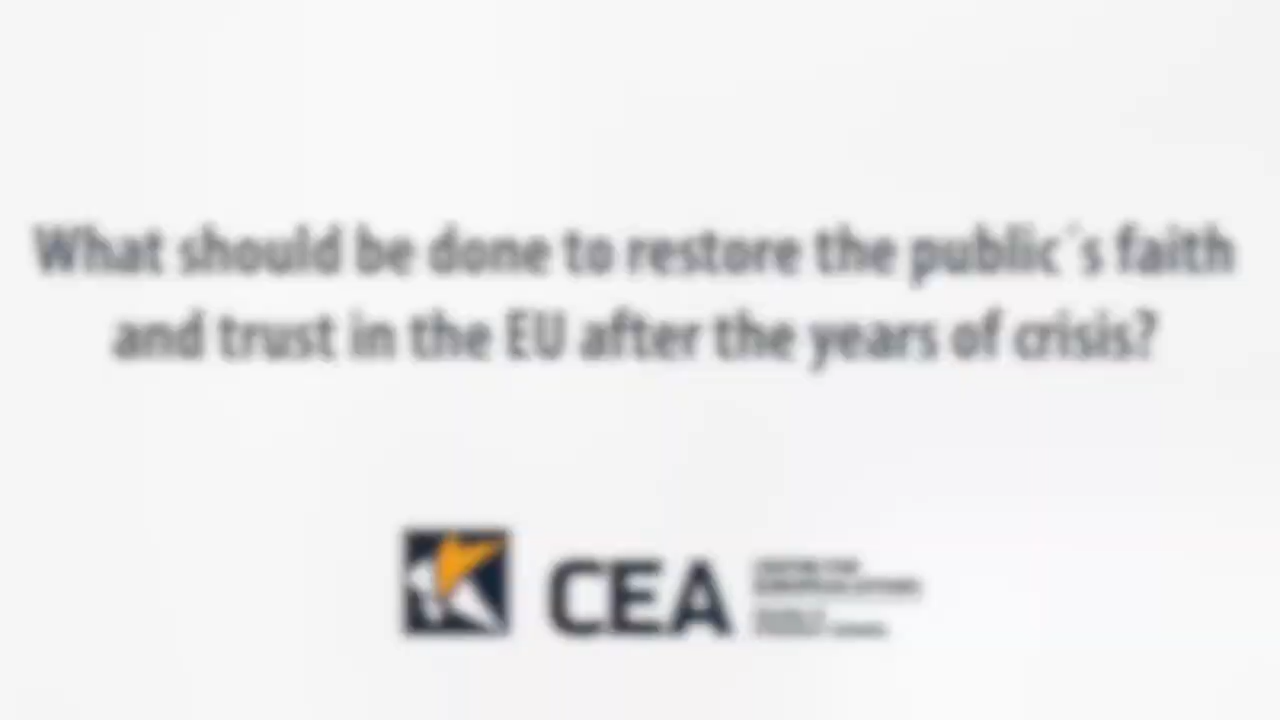 What should be done to restore the public´s faith
and trust in the EU after the years of crisis?
CEA